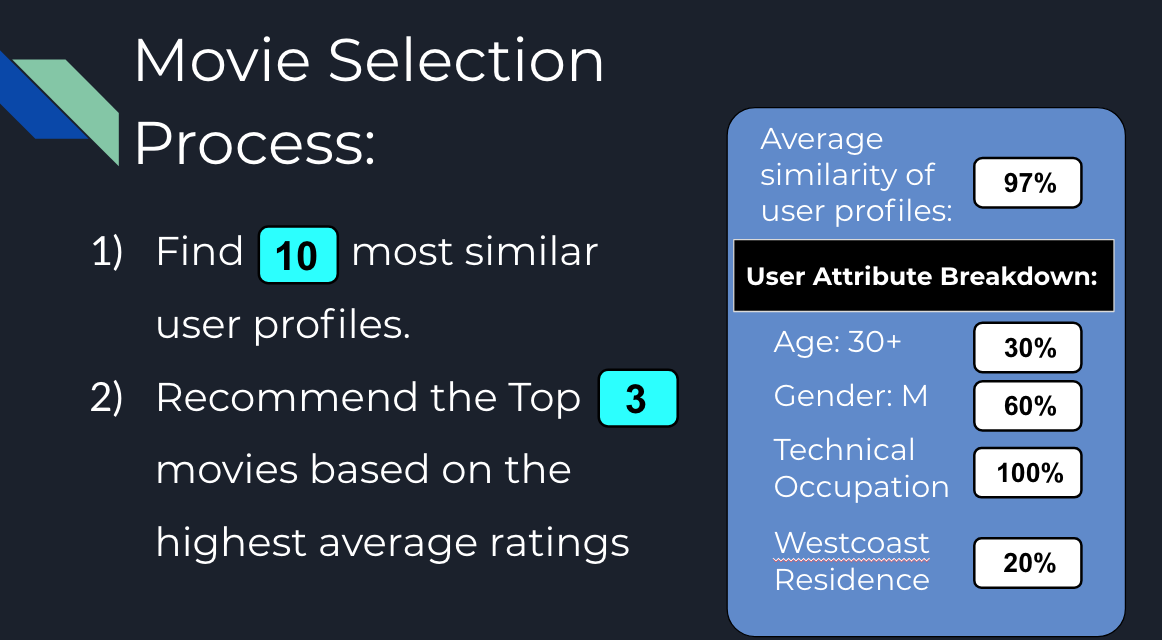 Movie Selection
Process:
1) Find 10 most similar
user profiles.
2) Recommend the Top 3
movies based on the
highest average ratings
Average
similarity of
user profiles:
97%
User Attribute Breakdown:
Age: 30+ 30%
Gender: M 60%
Technical
Occupation
100%
Westcoast
Residence
20%